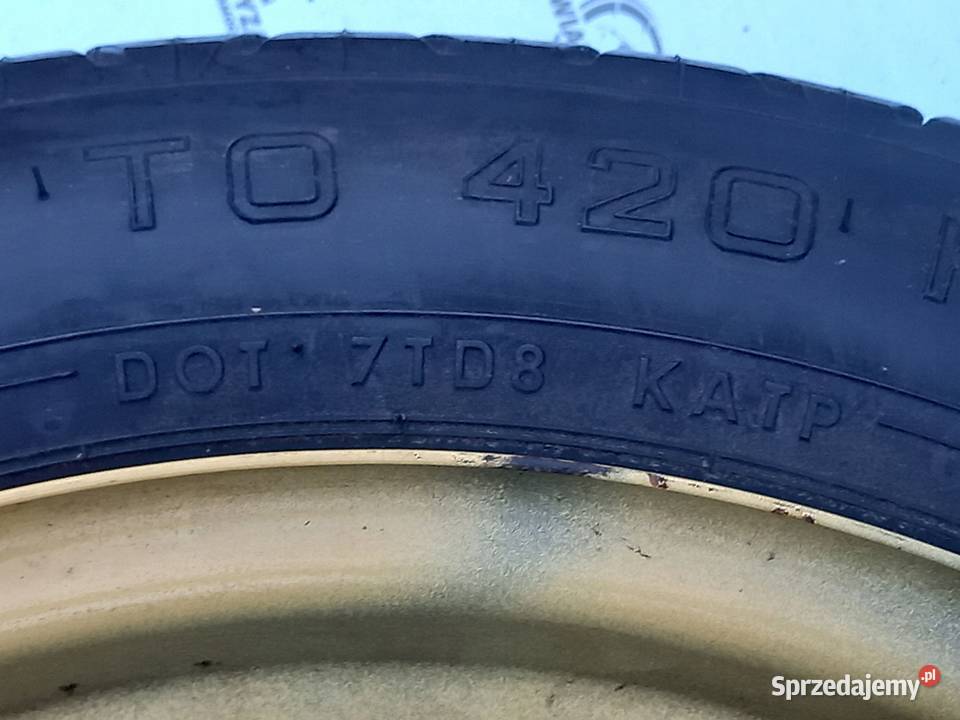 TO 420
DOT 7TD8 KATP
Sprzedajemy.pl